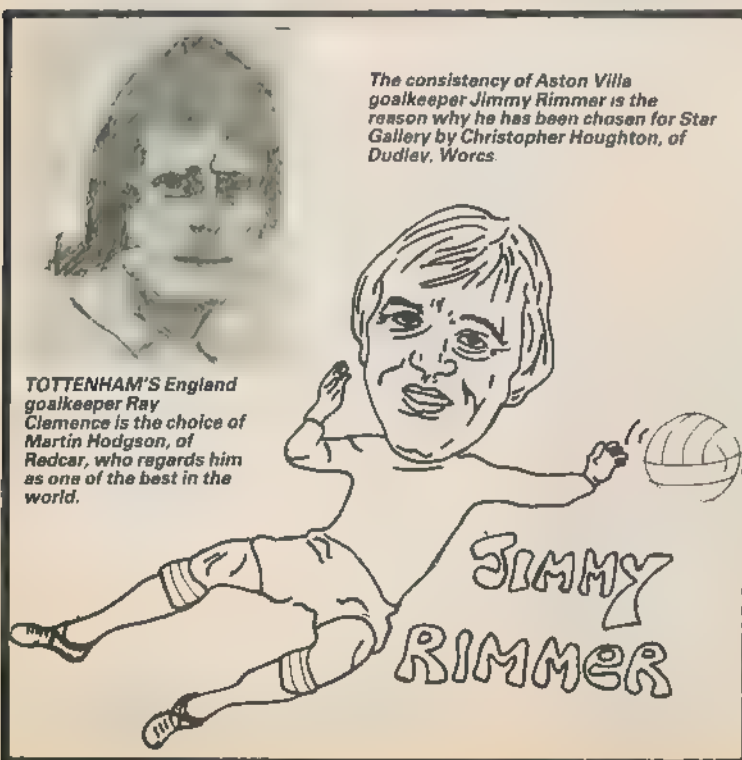 The consistency of Aston Villa
goalkeeper Jimmy Rimmer is the
reason why he has been chosen for Star
Gallery by Christopher Houghton, of
Dudley, Worcs.
TOTTENHAM'S England
goalkeeper Ray
Clemence is the choice of
Martin Hodgson, of
Redcar, who regards him
as one of the best in the
world.
JIMMY
RIMMER